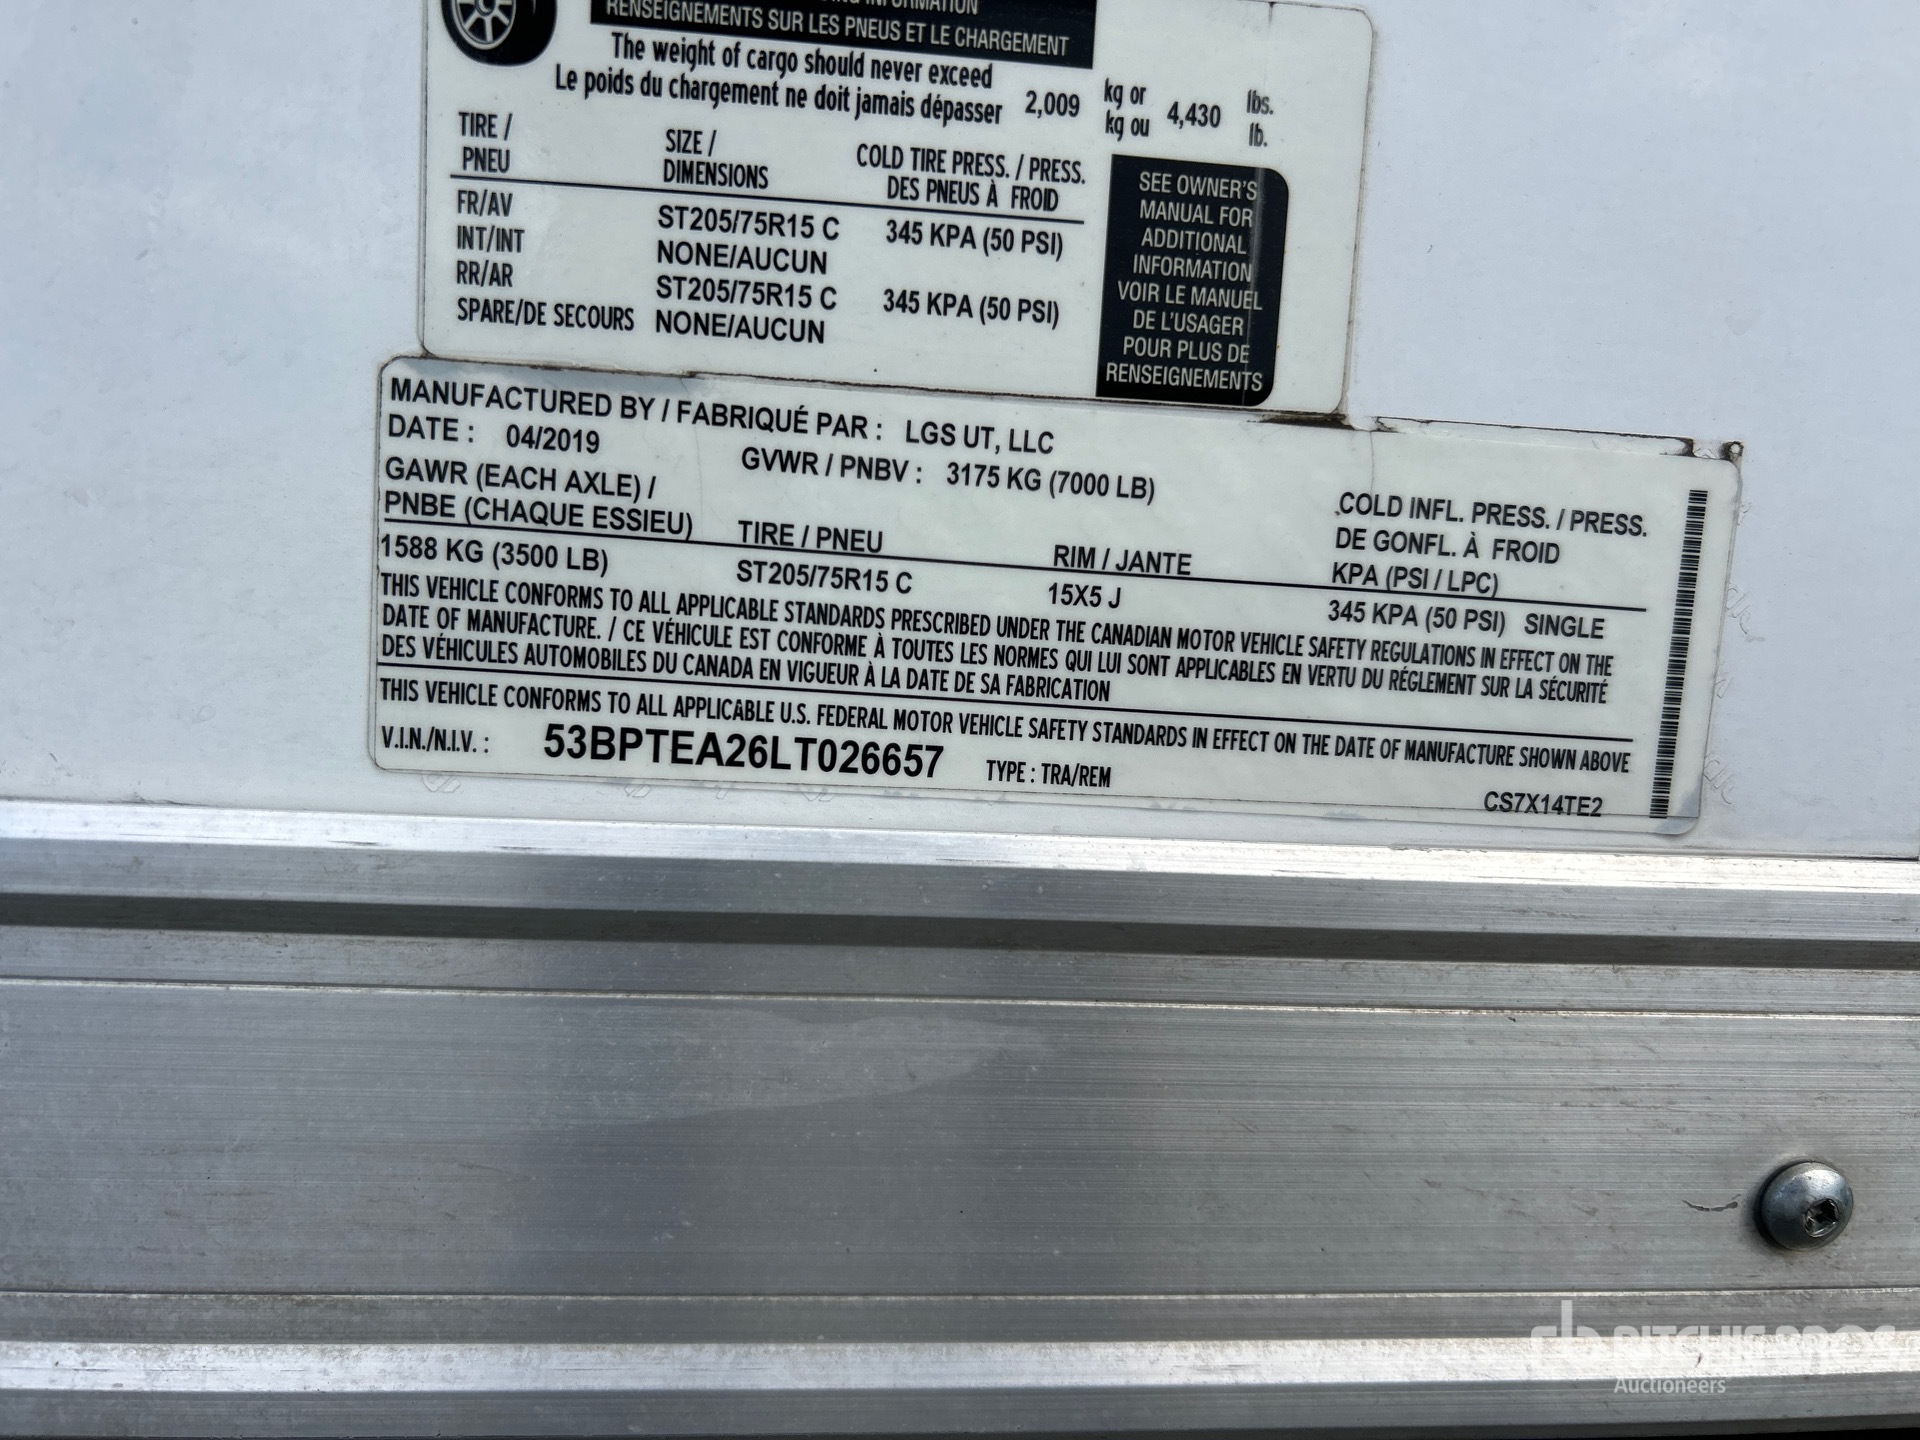 INFORMATION
RENSEIGNEMENTS SUR LES PNEUS ET LE CHARGEMENT
The weight of cargo should never exceed
Le poids du chargement ne doit jamais dépasser 2,009 kg or kg ou 4,430 lbs. lb.
TIRE / PNEU SIZE / DIMENSIONS COLD TIRE PRESS. / PRESS. DES PNEUS À FROID
FR/AV ST205/75R15 C 345 KPA (50 PSI)
INT/INT NONE/AUCUN
RR/AR ST205/75R15 C 345 KPA (50 PSI)
SPARE/DE SECOURS NONE/AUCUN
SEE OWNER'S
MANUAL FOR
ADDITIONAL
INFORMATION
VOIR LE MANUEL
DE L'USAGER
POUR PLUS DE
RENSEIGNEMENTS
MANUFACTURED BY / FABRIQUÉ PAR : LGS UT, LLC
DATE : 04/2019 GVWR / PNBV : 3175 KG (7000 LB)
GAWR (EACH AXLE) / PNBE (CHAQUE ESSIEU) TIRE / PNEU RIM / JANTE COLD INFL. PRESS. / PRESS. DE GONFL. À FROID KPA (PSI / LPC)
1588 KG (3500 LB) ST205/75R15 C 15X5 J 345 KPA (50 PSI) SINGLE
THIS VEHICLE CONFORMS TO ALL APPLICABLE STANDARDS PRESCRIBED UNDER THE CANADIAN MOTOR VEHICLE SAFETY REGULATIONS IN EFFECT ON THE
DATE OF MANUFACTURE. / CE VÉHICULE EST CONFORME À TOUTES LES NORMES QUI LUI SONT APPLICABLES EN VERTU DU RÉGLEMENT SUR LA SÉCURITÉ
DES VÉHICULES AUTOMOBILES DU CANADA EN VIGUEUR À LA DATE DE SA FABRICATION
THIS VEHICLE CONFORMS TO ALL APPLICABLE U.S. FEDERAL MOTOR VEHICLE SAFETY STANDARDS IN EFFECT ON THE DATE OF MANUFACTURE SHOWN ABOVE
V.I.N./N.I.V. : 53BPTEA26LT026657 TYPE : TRA/REM
CS7X14TE2
rb RITCHIE BROS
Auctioneers